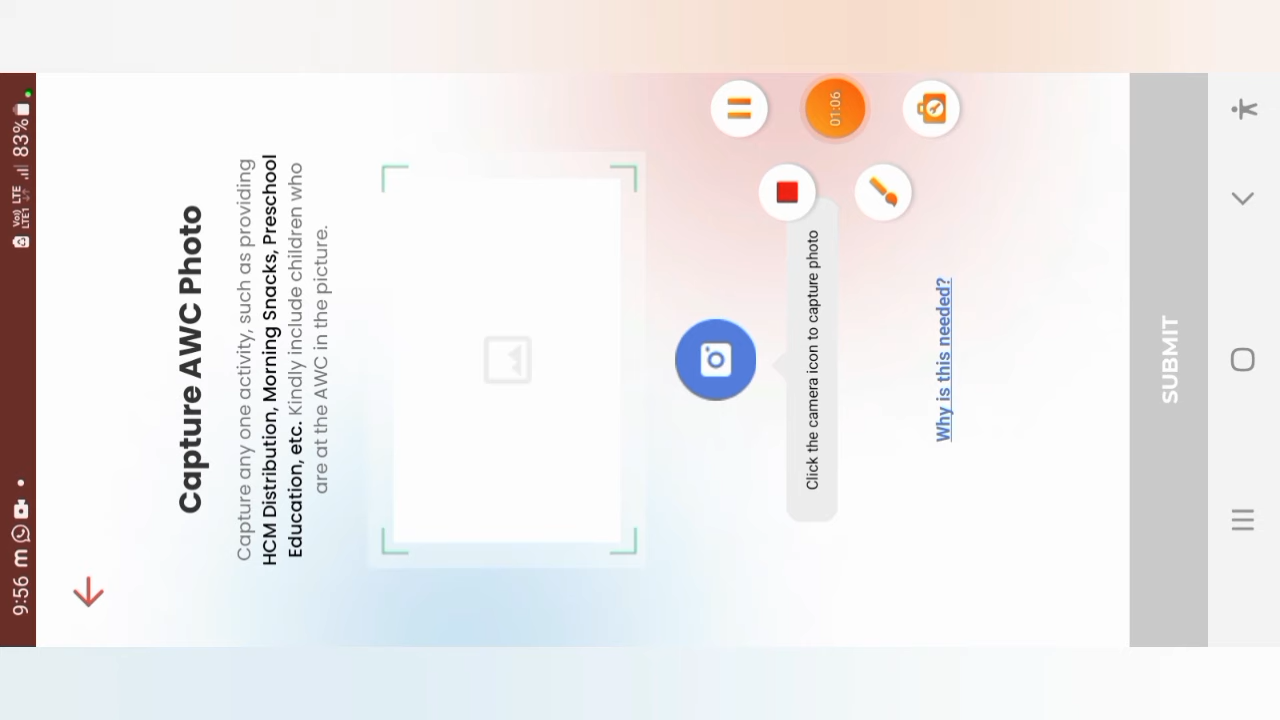 9:56 m
Vo) LTE
LTE1
83%
Capture AWC Photo
Capture any one activity, such as providing
HCM Distribution, Morning Snacks, Preschool
Education, etc. Kindly include children who
are at the AWC in the picture.
01:06
Click the camera icon to capture photo
Why is this needed?
SUBMIT